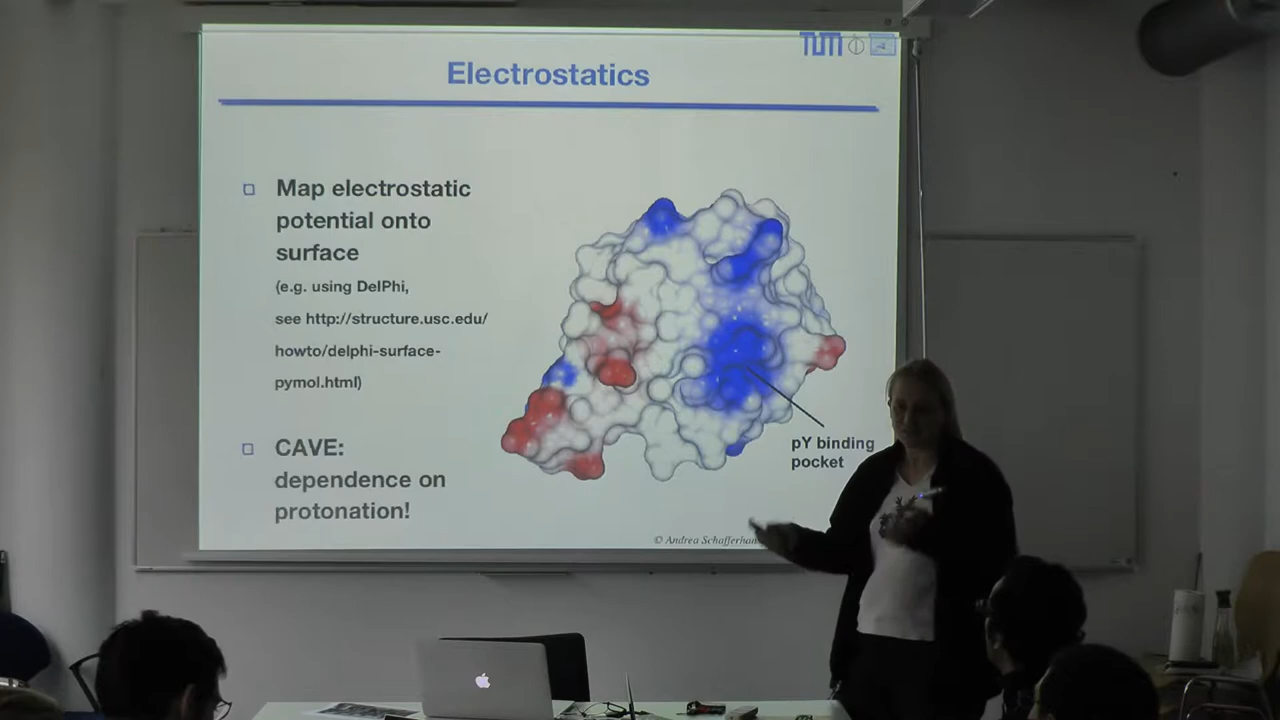 TUM
Electrostatics
Map electrostatic
potential onto
surface
(e.g. using DelPhi,
see http://structure.usc.edu/
howto/delphi-surface-
pymol.html)
CAVE:
dependence on
protonation!
pY binding
pocket
© Andrea Schafferhan